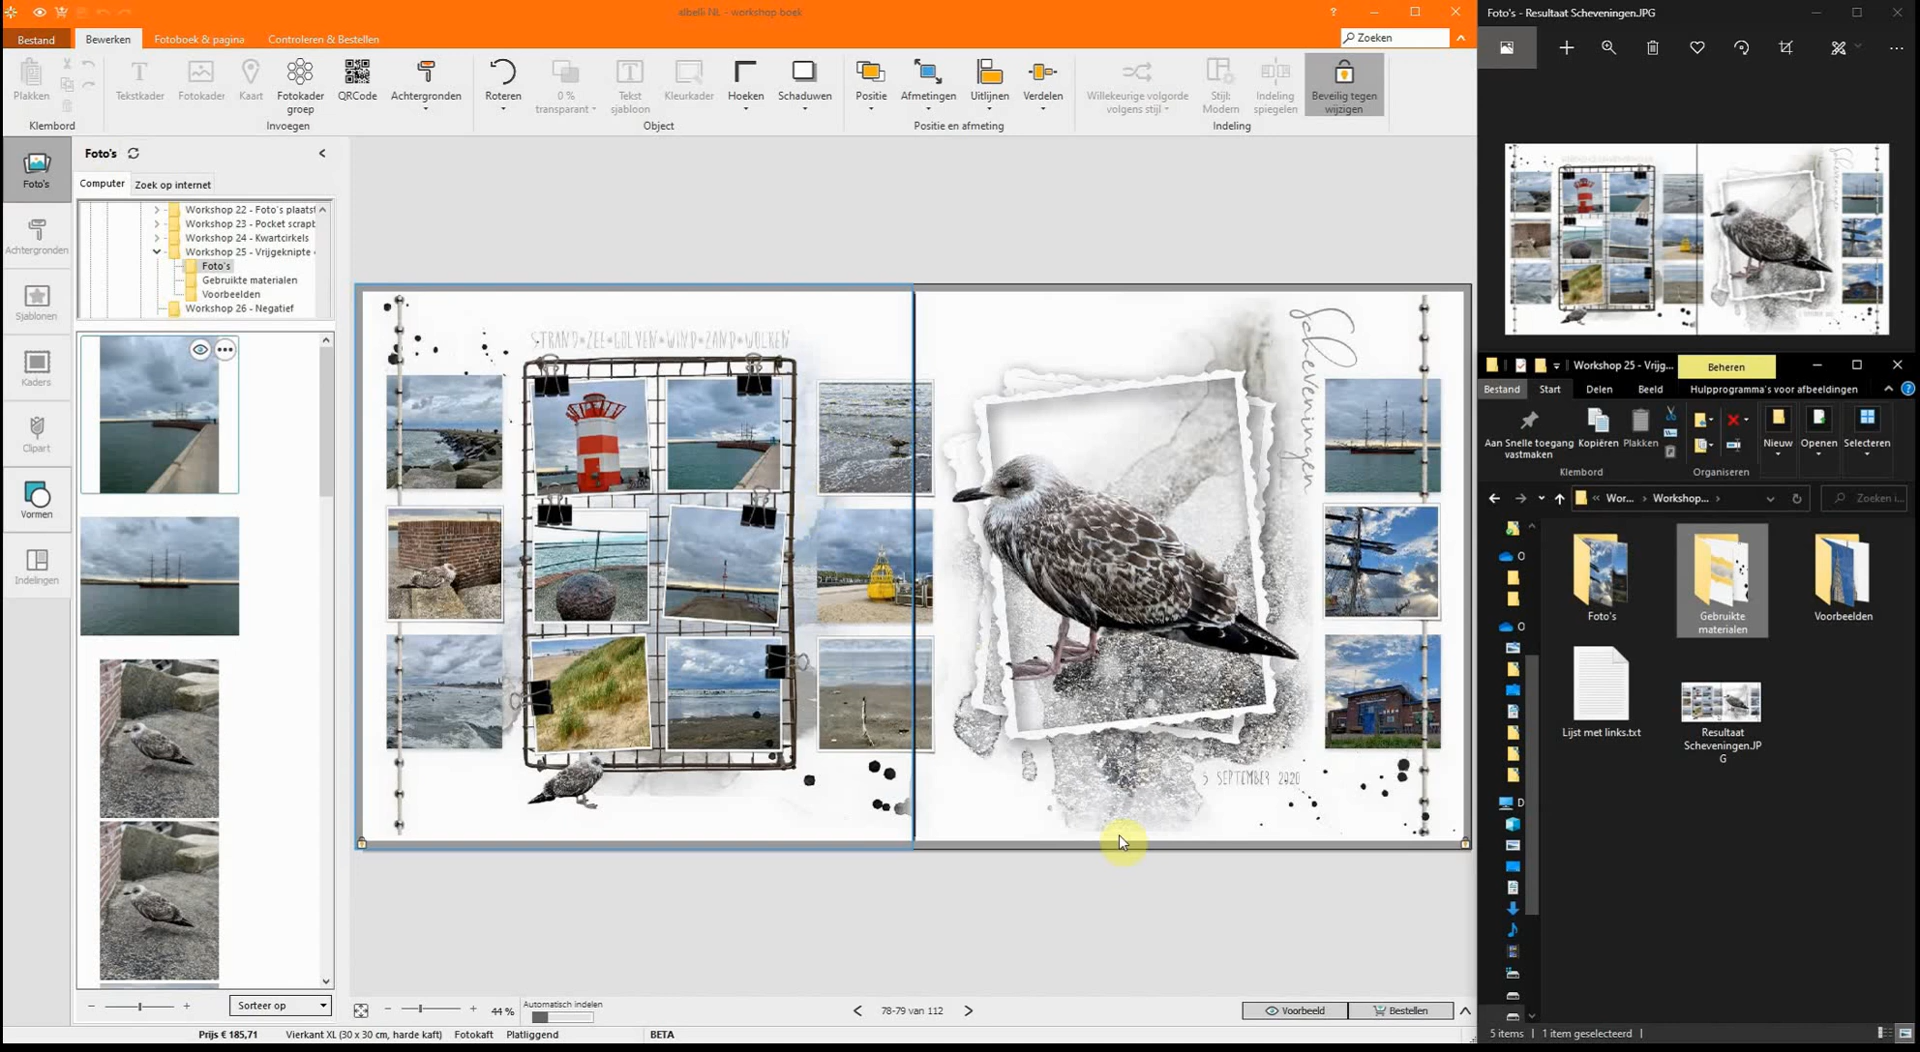 albelli NL - workshop boek
Bestand
Bewerken
Fotoboek & pagina
Controleren & Bestellen
Zoeken
Plakken
Tekstkader
Fotokader
Kaart
Fotokader groep
QRCode
Achtergronden
Roteren
0 % transparant
Tekst sjabloon
Kleurkader
Hoeken
Schaduwen
Positie
Afmetingen
Uitlijnen
Verdelen
Willekeurige volgorde volgens stijl
Stijl: Modern
Indeling spiegelen
Beveilig tegen wijzigen
Klembord
Invoegen
Object
Positie en afmeting
Indeling
Foto's
Achtergronden
Sjablonen
Kaders
Clipart
Vormen
Indelingen
Foto's
Computer
Zoek op internet
Workshop 22 - Foto's plaatst
Workshop 23 - Pocket scrapb
Workshop 24 - Kwartcirkels
Workshop 25 - Vrijgeknipte
Foto's
Gebruikte materialen
Voorbeelden
Workshop 26 - Negatief
Sorteer op
STRAND*ZEE*GOLVEN*WIND*ZAND*WOLKEN
Scheveningen
5 SEPTEMBER 2020
44 %
Automatisch indelen
78-79 van 112
Voorbeeld
Bestellen
Prijs € 185,71
Vierkant XL (30 x 30 cm, harde kaft)
Fotokaft
Platliggend
BETA
Foto's - Resultaat Scheveningen.JPG
Workshop 25 - Vrijg...
Beheren
Bestand
Start
Delen
Beeld
Hulpprogramma's voor afbeeldingen
Aan Snelle toegang vastmaken
Kopiëren
Plakken
Nieuw
Openen
Selecteren
Klembord
Organiseren
Wor...
Workshop...
Zoeken i...
Foto's
Gebruikte materialen
Voorbeelden
Lijst met links.txt
Resultaat Scheveningen.JPG
5 items
1 item geselecteerd